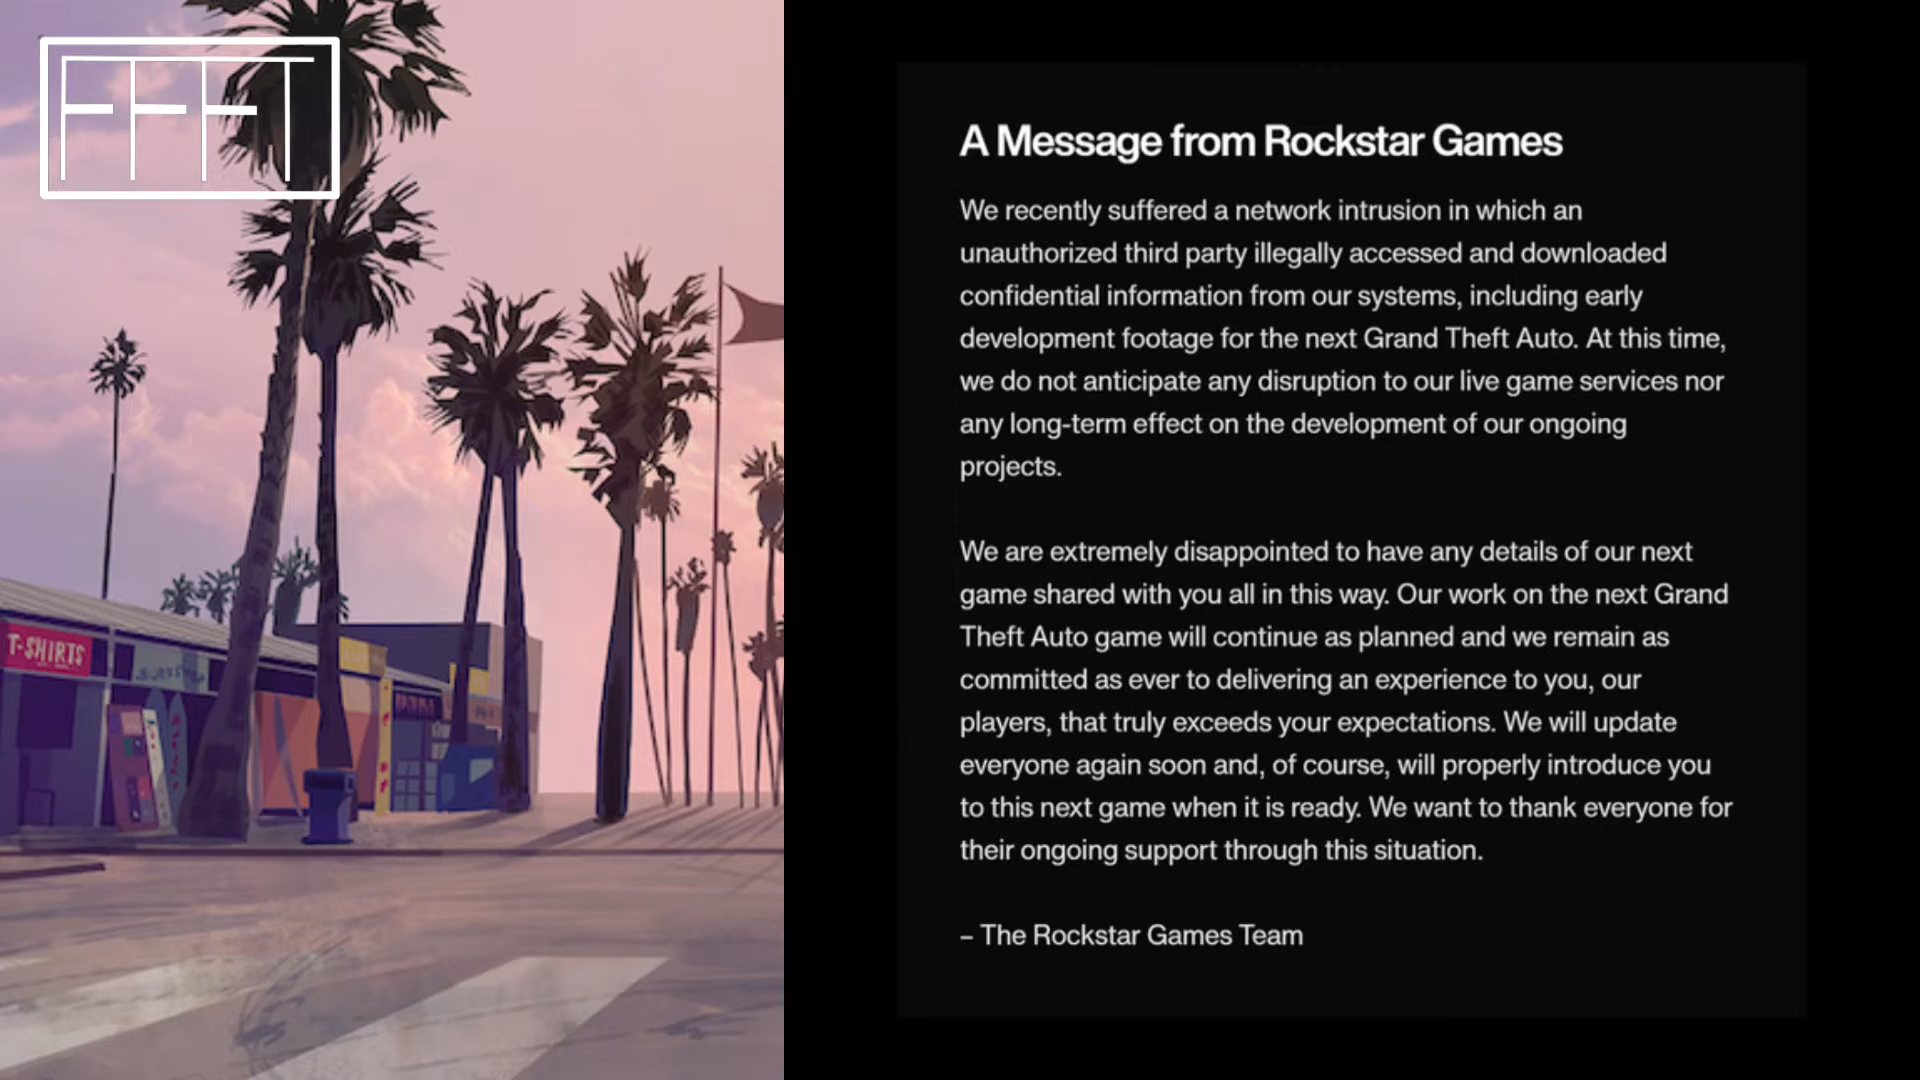 FFFT
A Message from Rockstar Games
We recently suffered a network intrusion in which an
unauthorized third party illegally accessed and downloaded
confidential information from our systems, including early
development footage for the next Grand Theft Auto. At this time,
we do not anticipate any disruption to our live game services nor
any long-term effect on the development of our ongoing
projects.
We are extremely disappointed to have any details of our next
game shared with you all in this way. Our work on the next Grand
Theft Auto game will continue as planned and we remain as
committed as ever to delivering an experience to you, our
players, that truly exceeds your expectations. We will update
everyone again soon and, of course, will properly introduce you
to this next game when it is ready. We want to thank everyone for
their ongoing support through this situation.
– The Rockstar Games Team
T-SHIRTS